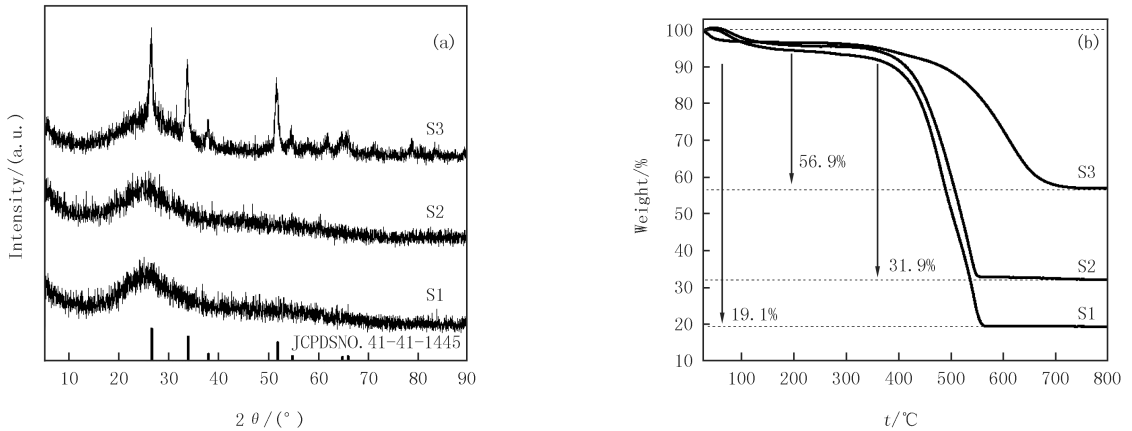 (a)
S3
S2
S1
JCPDSNO. 41-41-1445
Intensity/(a.u.)
10 20 30 40 50 60 70 80 90
2 θ/(°)
(b)
100
90
80
70
60
50
40
30
20
10
Weight/%
56.9%
31.9%
19.1%
S3
S2
S1
100 200 300 400 500 600 700 800
t/℃